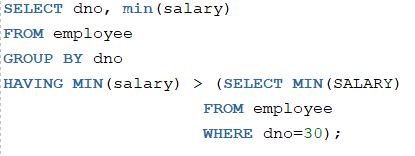 SELECT dno, min(salary)
FROM employee
GROUP BY dno
HAVING MIN(salary) > (SELECT MIN(SALARY)
FROM employee
WHERE dno=30);